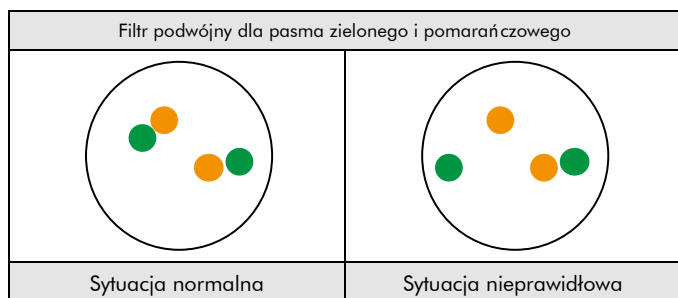 Filtr podwójny dla pasma zielonego i pomarańczowego
Sytuacja normalna
Sytuacja nieprawidłowa